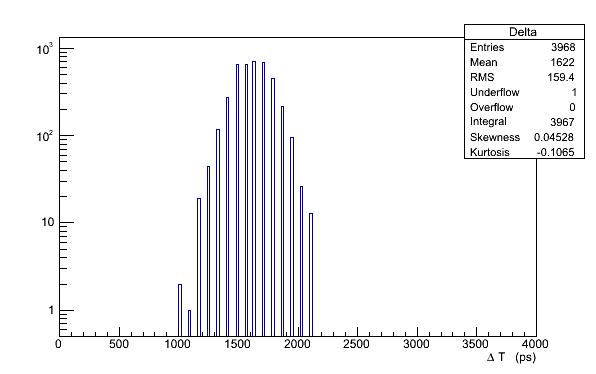 Delta
Entries 3968
Mean 1622
RMS 159.4
Underflow 1
Overflow 0
Integral 3967
Skewness 0.04528
Kurtosis -0.1065
10³
10²
10
1
0 500 1000 1500 2000 2500 3000 3500 4000
Δ T (ps)